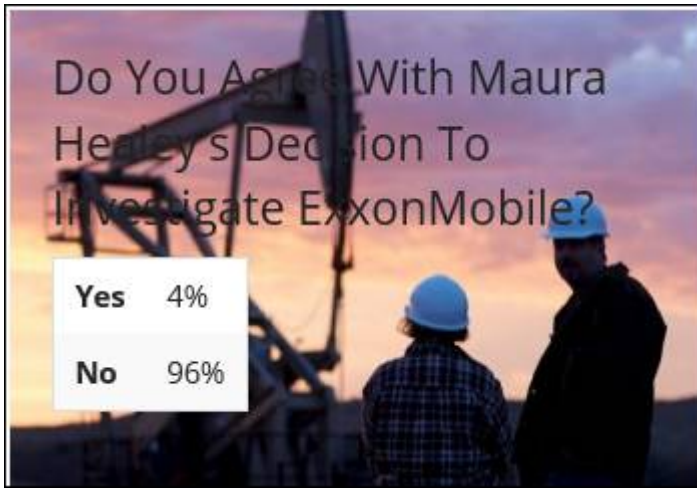 Do You Agree With Maura
Healey's Decision To
Investigate ExxonMobile?
Yes 4%
No 96%